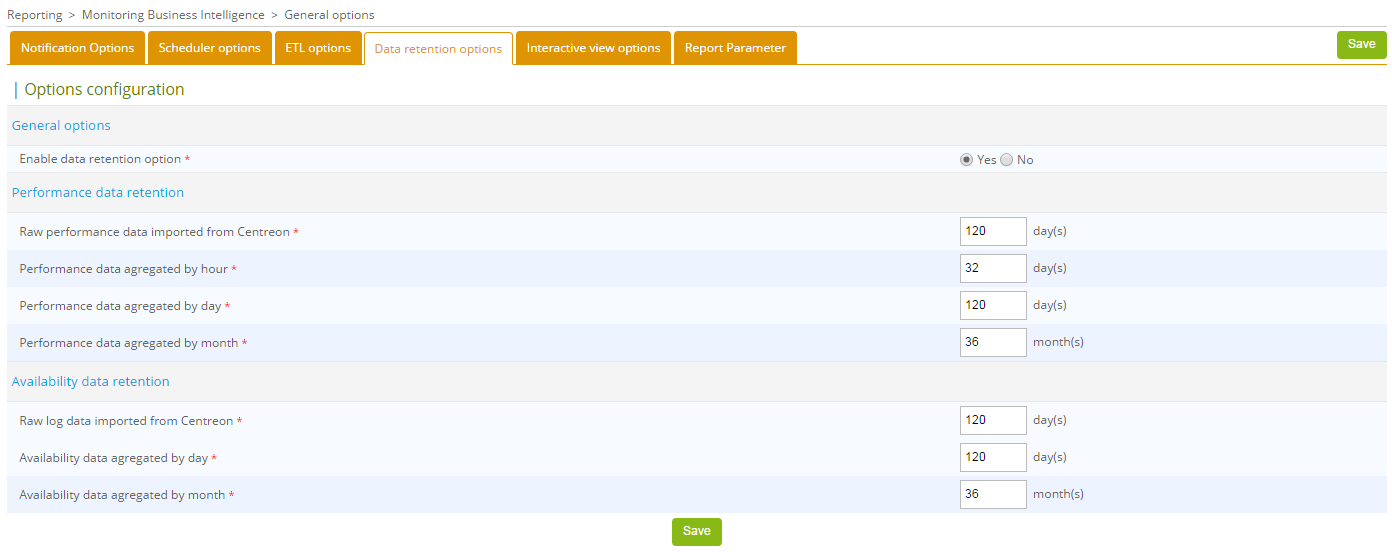 Reporting > Monitoring Business Intelligence > General options
Notification Options Scheduler options ETL options Data retention options Interactive view options Report Parameter Save
Options configuration
General options
Enable data retention option * Yes No
Performance data retention
Raw performance data imported from Centreon * 120 day(s)
Performance data agregated by hour * 32 day(s)
Performance data agregated by day * 120 day(s)
Performance data agregated by month * 36 month(s)
Availability data retention
Raw log data imported from Centreon * 120 day(s)
Availability data agregated by day * 120 day(s)
Availability data agregated by month * 36 month(s)
Save